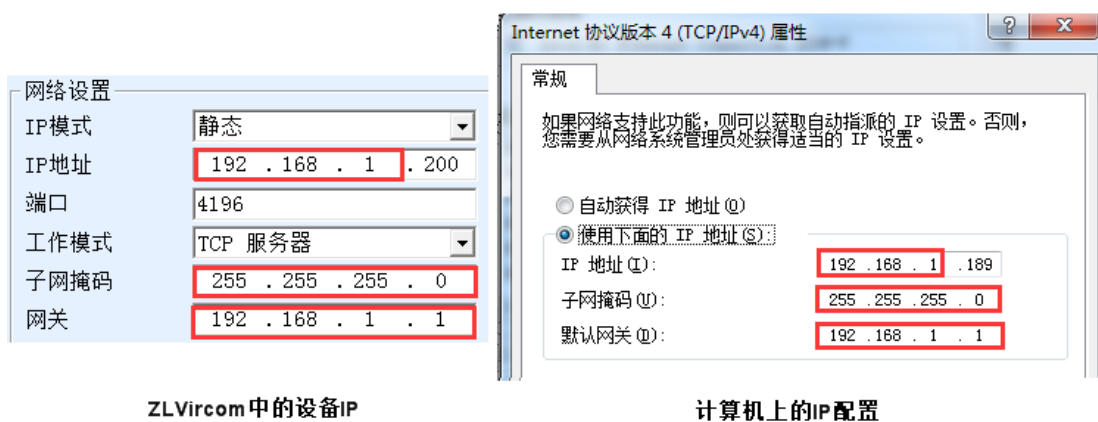 网络设置
IP模式 静态
IP地址 192 . 168 . 1 . 200
端口 4196
工作模式 TCP 服务器
子网掩码 255 . 255 . 255 . 0
网关 192 . 168 . 1 . 1
ZLVircom中的设备IP
Internet 协议版本 4 (TCP/IPv4) 属性
常规
如果网络支持此功能，则可以获取自动指派的 IP 设置。否则，
您需要从网络系统管理员处获得适当的 IP 设置。
自动获得 IP 地址(O)
使用下面的 IP 地址(S):
IP 地址(I): 192 .168 . 1 .189
子网掩码(U): 255 .255 .255 . 0
默认网关(D): 192 .168 . 1 . 1
计算机上的IP配置